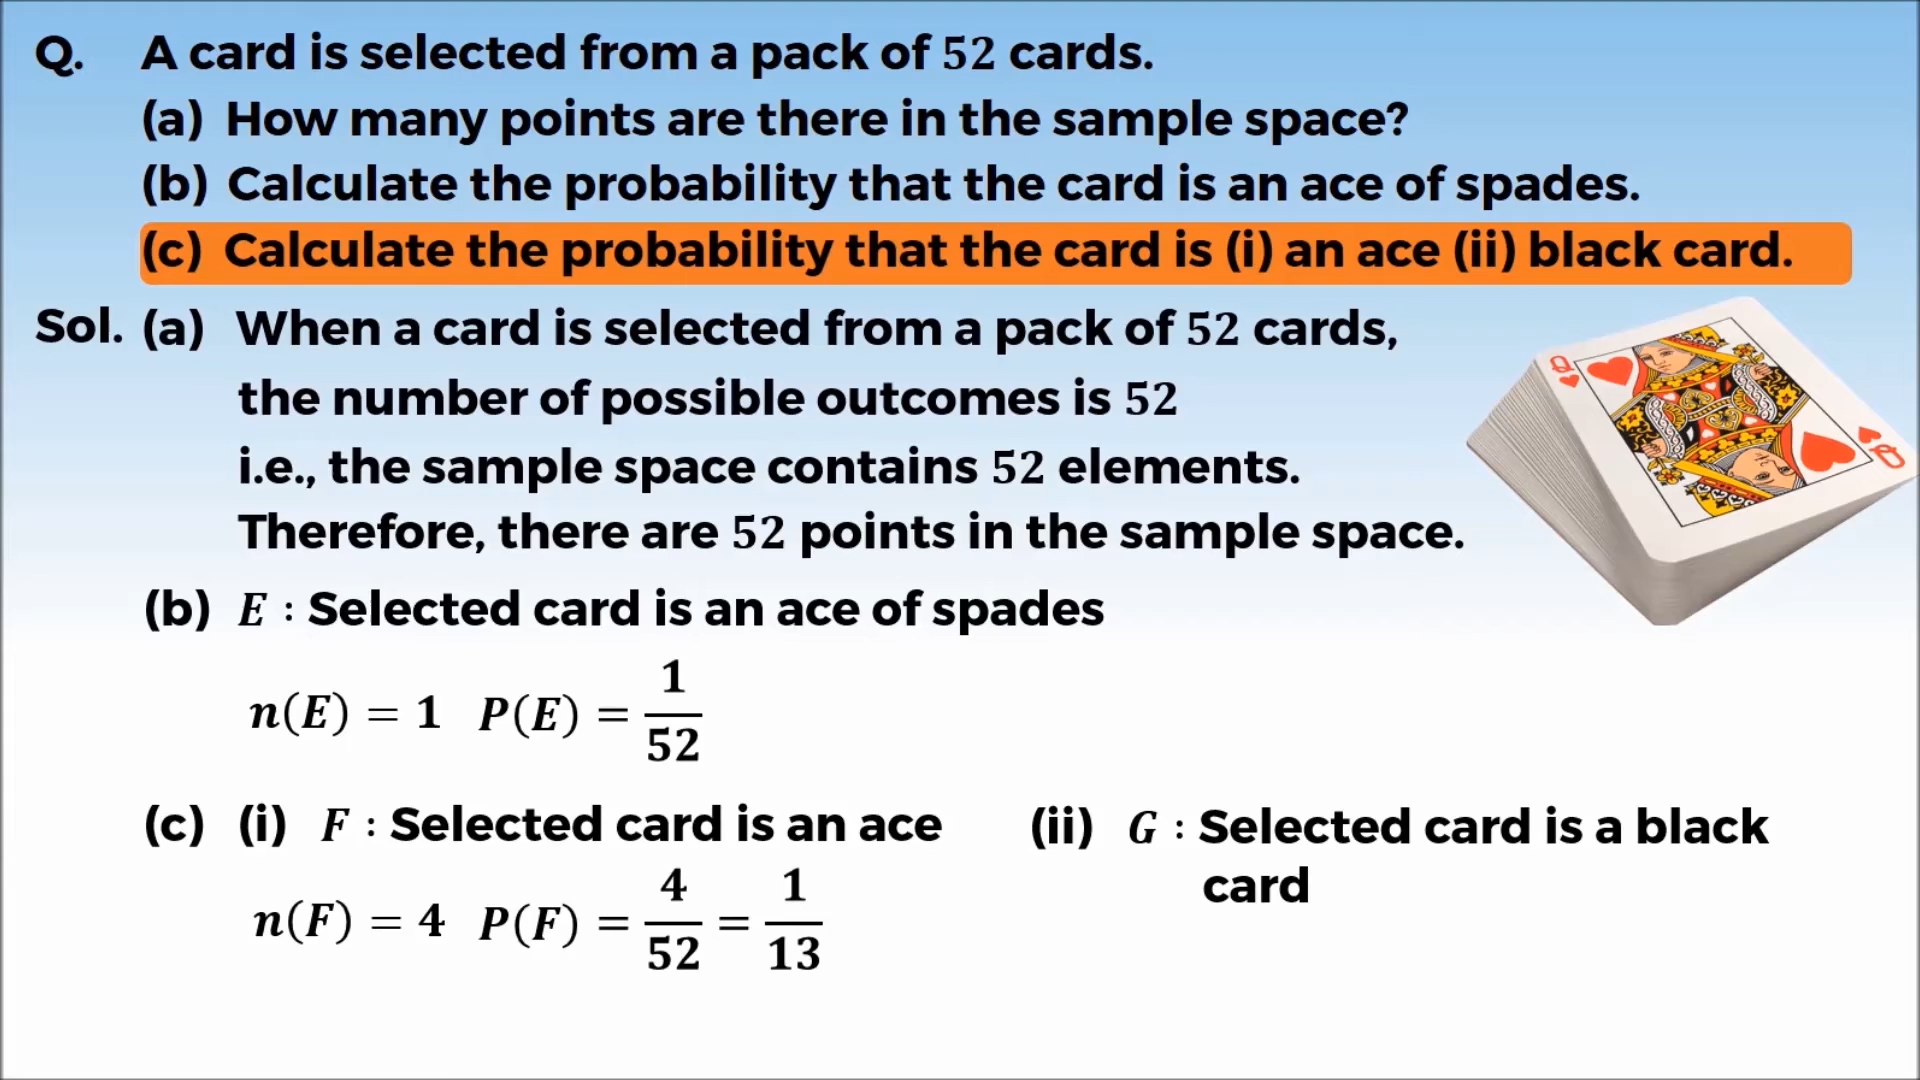 Q. A card is selected from a pack of 52 cards.
(a) How many points are there in the sample space?
(b) Calculate the probability that the card is an ace of spades.
(c) Calculate the probability that the card is (i) an ace (ii) black card.
Sol. (a) When a card is selected from a pack of 52 cards,
the number of possible outcomes is 52
i.e., the sample space contains 52 elements.
Therefore, there are 52 points in the sample space.
Q
Q
(b) E : Selected card is an ace of spades
n(E) = 1 P(E) = 1/52
(c) (i) F : Selected card is an ace
n(F) = 4 P(F) = 4/52 = 1/13
(ii) G : Selected card is a black
card